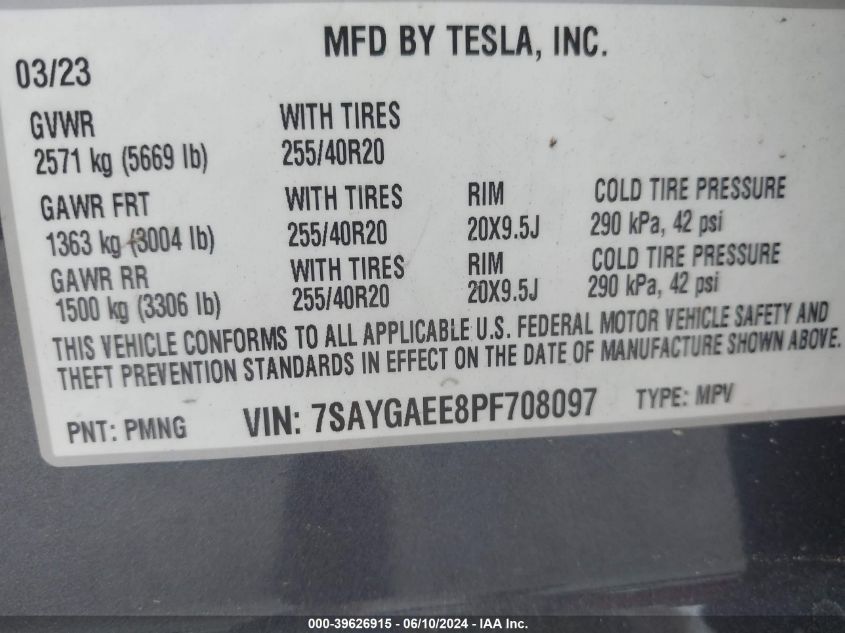 MFD BY TESLA, INC.
03/23
GVWR WITH TIRES
2571 kg (5669 lb) 255/40R20
GAWR FRT WITH TIRES RIM COLD TIRE PRESSURE
1363 kg (3004 lb) 255/40R20 20X9.5J 290 kPa, 42 psi
GAWR RR WITH TIRES RIM COLD TIRE PRESSURE
1500 kg (3306 lb) 255/40R20 20X9.5J 290 kPa, 42 psi
THIS VEHICLE CONFORMS TO ALL APPLICABLE U.S. FEDERAL MOTOR VEHICLE SAFETY AND
THEFT PREVENTION STANDARDS IN EFFECT ON THE DATE OF MANUFACTURE SHOWN ABOVE.
PNT: PMNG VIN: 7SAYGAEE8PF708097 TYPE: MPV
000-39626915 - 06/10/2024 - IAA Inc.